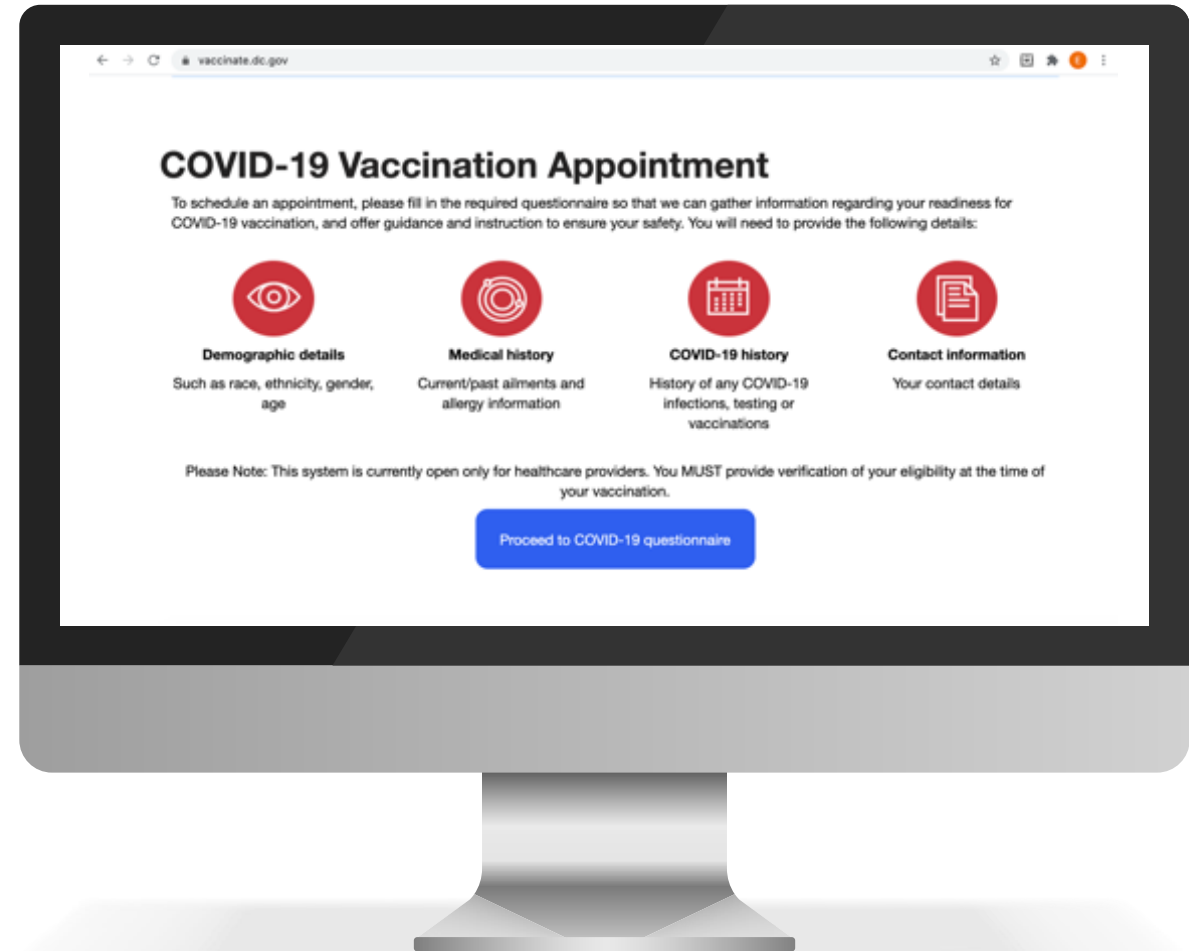 vaccinate.dc.gov
E
COVID-19 Vaccination Appointment
To schedule an appointment, please fill in the required questionnaire so that we can gather information regarding your readiness for
COVID-19 vaccination, and offer guidance and instruction to ensure your safety. You will need to provide the following details:
Demographic details
Such as race, ethnicity, gender,
age
Medical history
Current/past ailments and
allergy information
COVID-19 history
History of any COVID-19
infections, testing or
vaccinations
Contact information
Your contact details
Please Note: This system is currently open only for healthcare providers. You MUST provide verification of your eligibility at the time of
your vaccination.
Proceed to COVID-19 questionnaire